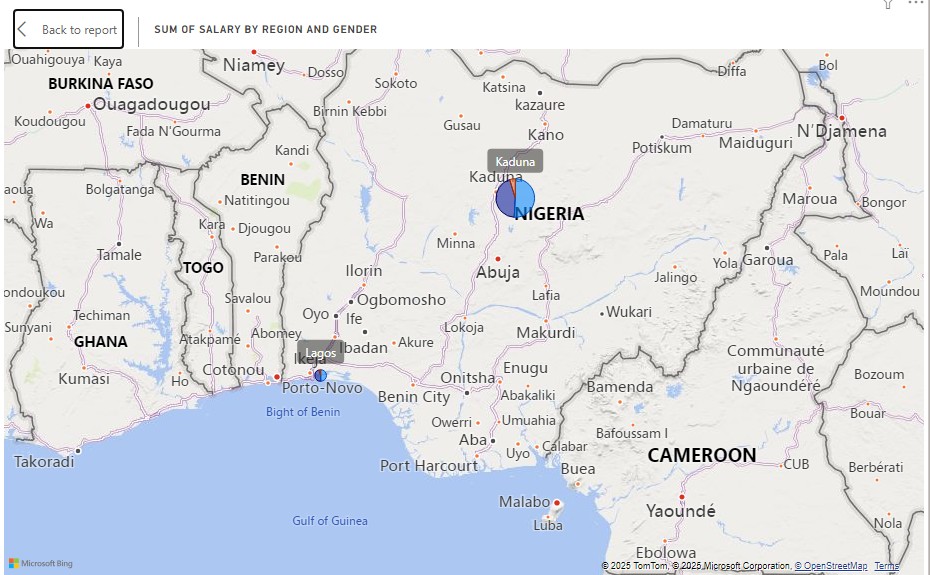 Back to report
SUM OF SALARY BY REGION AND GENDER
Ouahigouya
Kaya
Niamey
Dosso
Sokoto
Katsina
kazaure
Diffa
Bol
BURKINA FASO
Ouagadougou
Koudougou
Fada N'Gourma
Birnin Kebbi
Gusau
Kano
Damaturu
Potiskum
Maiduguri
N'Djamena
Kandi
Kaduna
Kaduna
aoua
Bolgatanga
BENIN
Natitingou
Maroua
Bongor
Wa
Kara
Djougou
NIGERIA
Tamale
Parakou
Minna
Abuja
Jalingo
Yola
Garoua
Pala
Laï
TOGO
Ilorin
ondoukou
Savalou
Ogbomosho
Lafia
Moundou
Sunyani
Techiman
Oyo
Ife
Wukari
GHANA
Atakpamé
Abomey
Ibadan
Akure
Lokoja
Makurdi
Lagos
Ikeja
Kumasi
Ho
Cotonou
Porto-Novo
Benin City
Onitsha
Enugu
Abakaliki
Communauté
urbaine de
Ngaoundéré
Bozoum
Bamenda
Bight of Benin
Owerri
Umuahia
Bafoussam I
Bouar
Aba
Uyo
Calabar
Takoradi
Port Harcourt
Buea
CAMEROON
CUB
Berbérati
Malabo
Luba
Yaoundé
Gulf of Guinea
Nola
Ebolowa
Microsoft Bing
© 2025 TomTom, © 2025 Microsoft Corporation, © OpenStreetMap Terms